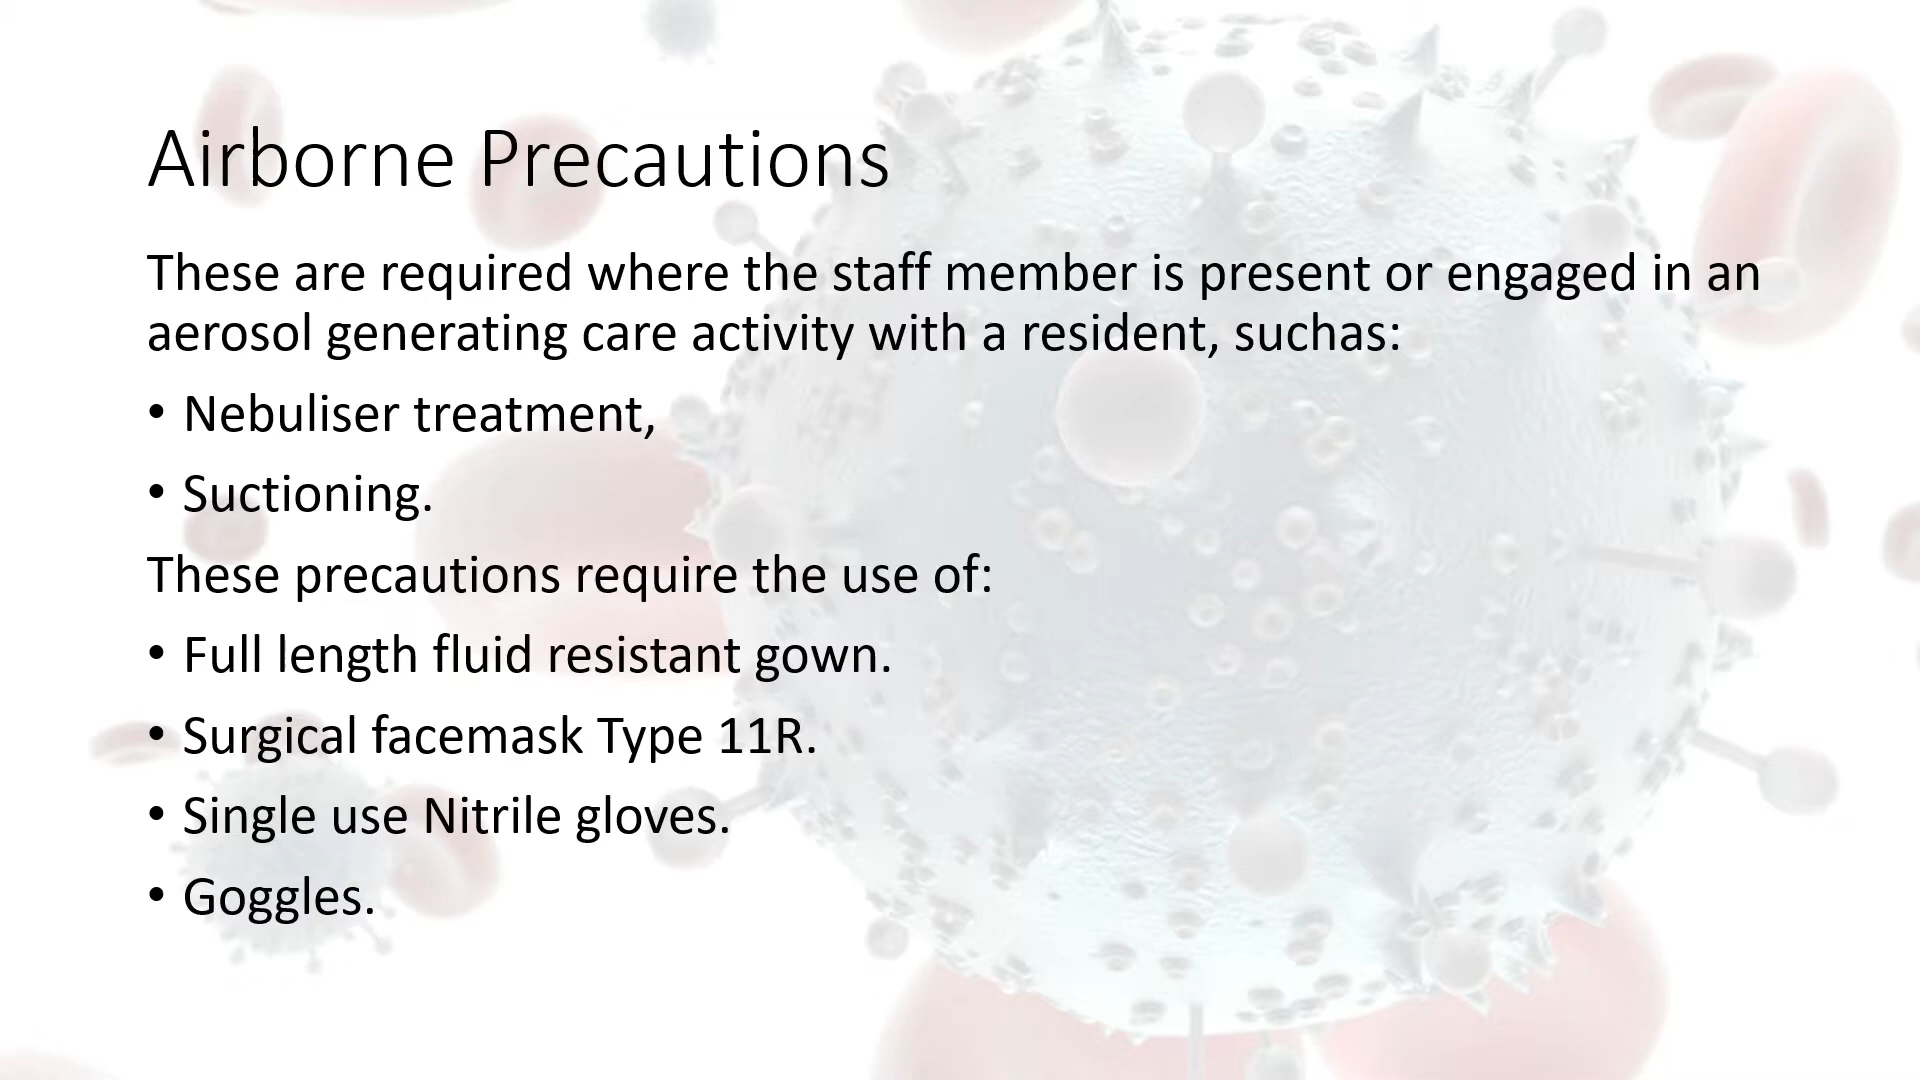 Airborne Precautions
These are required where the staff member is present or engaged in an
aerosol generating care activity with a resident, suchas:
• Nebuliser treatment,
• Suctioning.
These precautions require the use of:
• Full length fluid resistant gown.
• Surgical facemask Type 11R.
• Single use Nitrile gloves.
• Goggles.